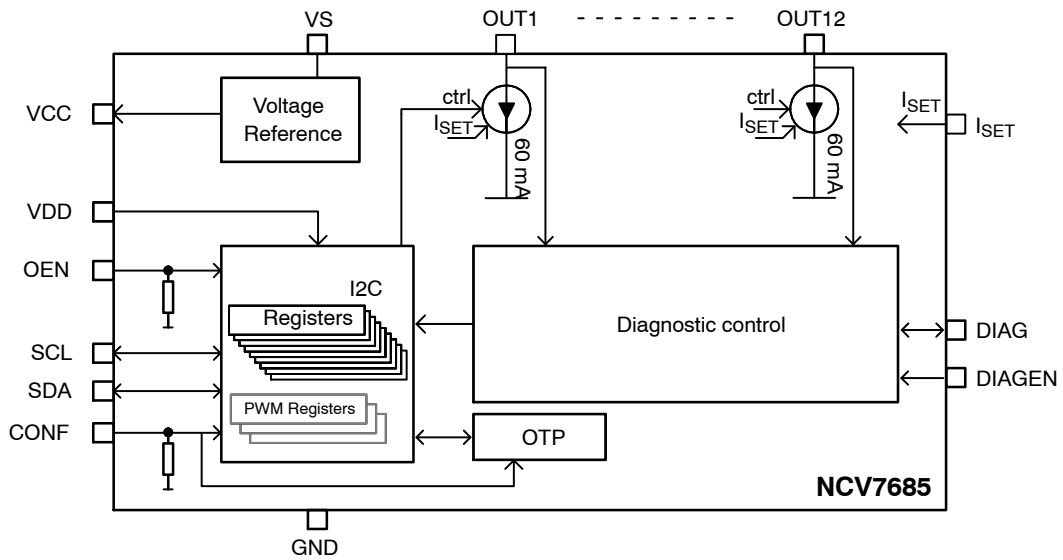 VS
OUT1
OUT12
VCC
Voltage
Reference
ctrl
ISET
60 mA
ctrl
ISET
60 mA
ISET
ISET
VDD
OEN
I2C
Registers
Diagnostic control
SCL
DIAG
SDA
DIAGEN
PWM Registers
CONF
OTP
NCV7685
GND